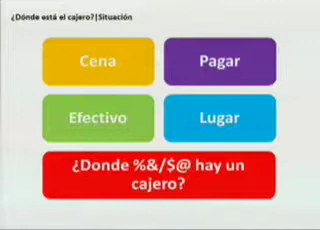 ¿Dónde está el cajero?|Situación
Cena
Pagar
Efectivo
Lugar
¿Donde %&/$@ hay un
cajero?